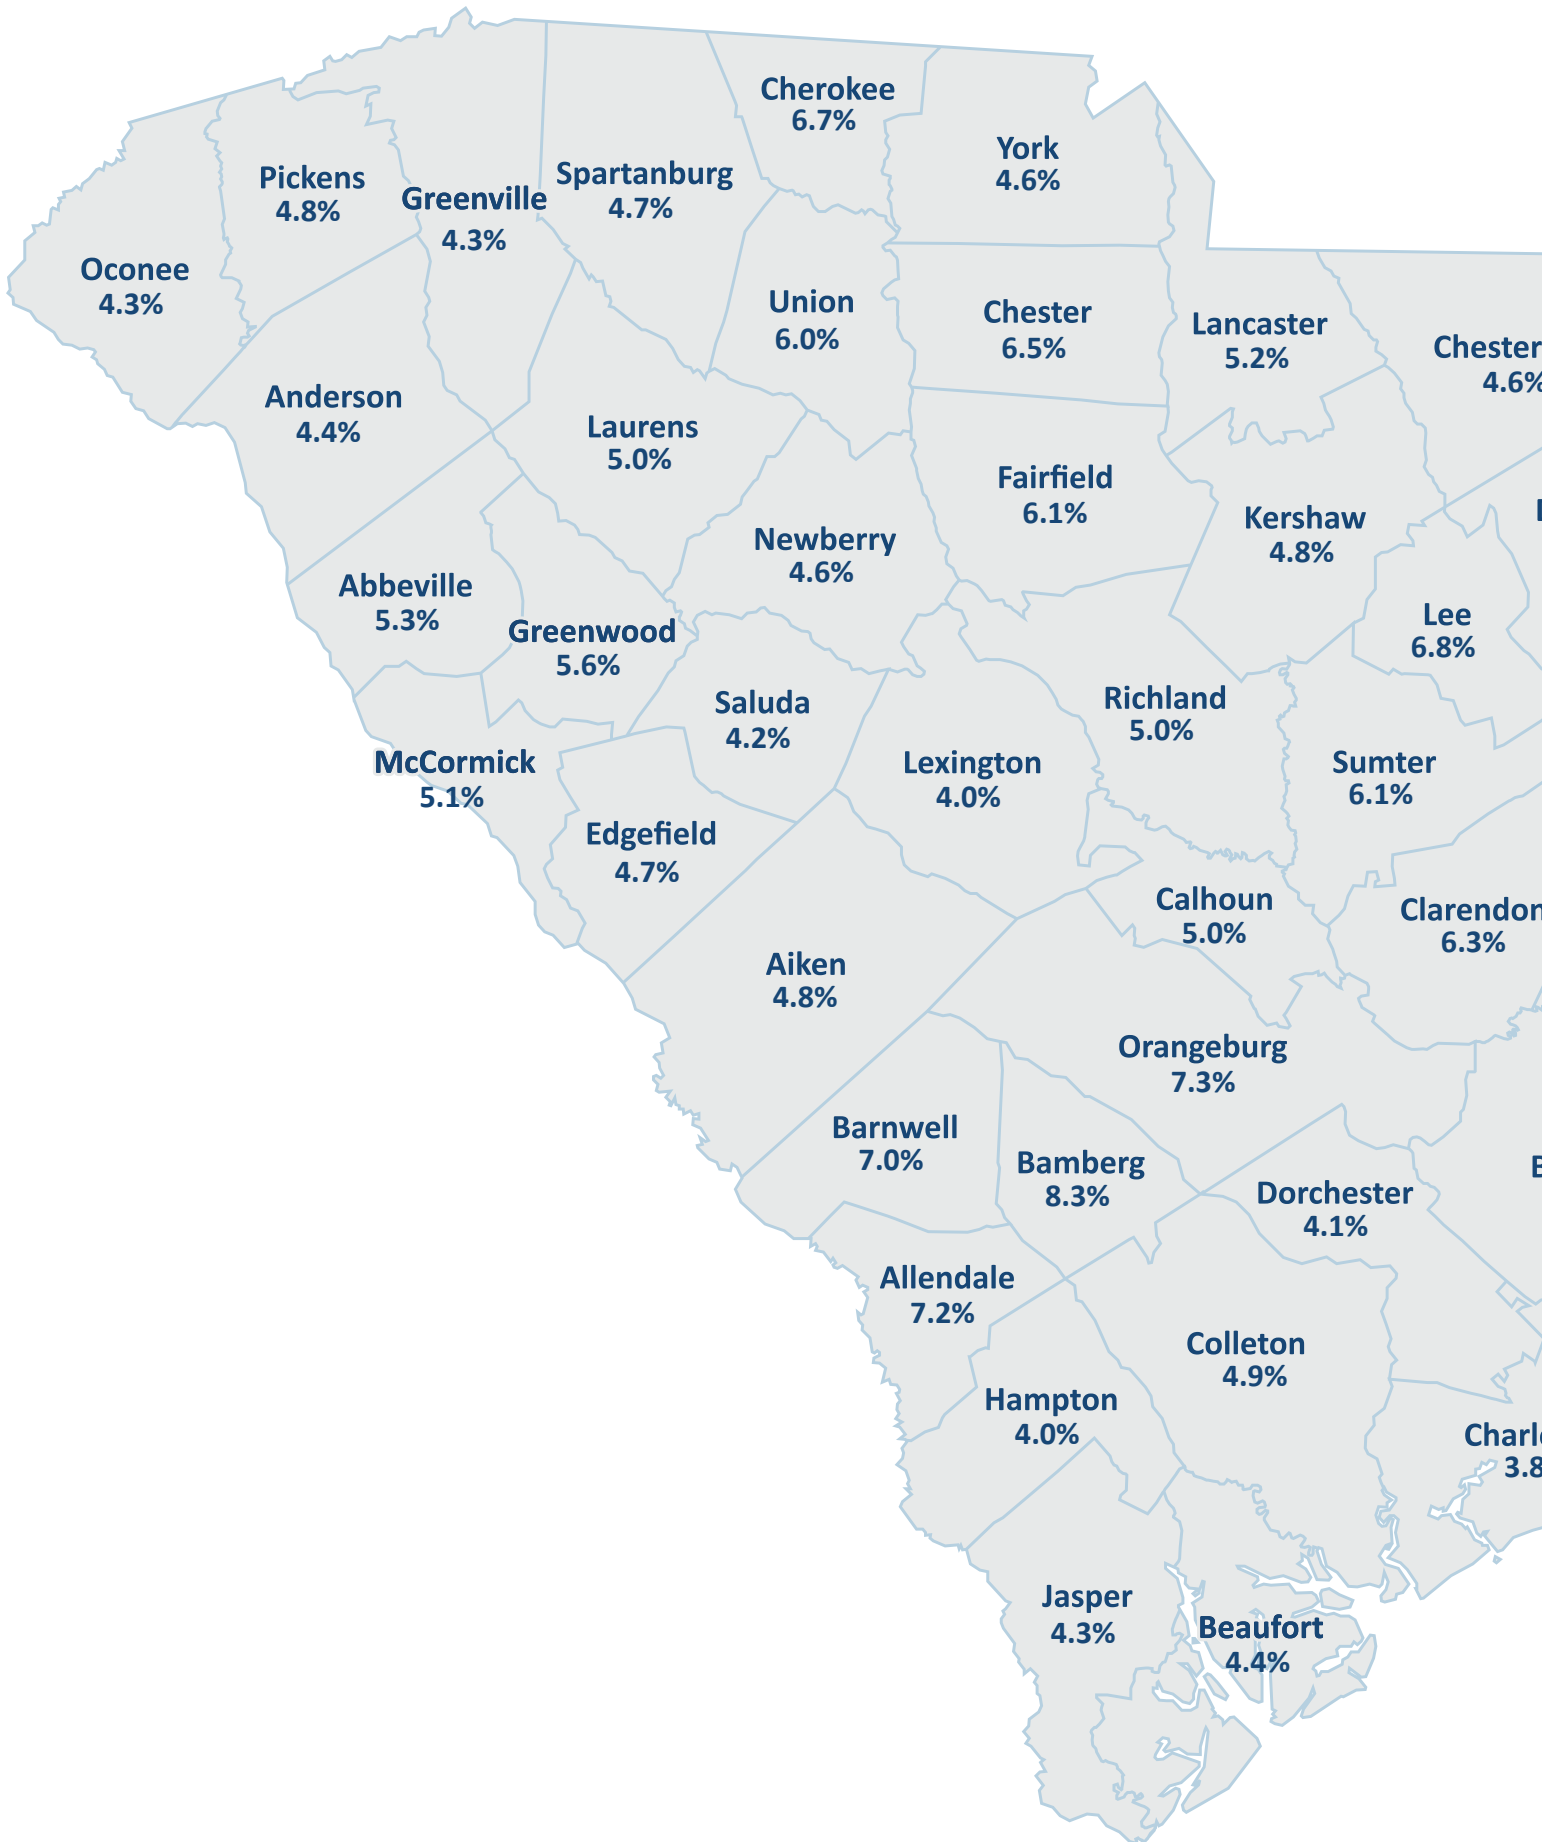 Cherokee
6.7%
York
4.6%
Pickens
4.8%
Greenville
4.3%
Spartanburg
4.7%
Oconee
4.3%
Union
6.0%
Chester
6.5%
Lancaster
5.2%
Chester
4.6%
Anderson
4.4%
Laurens
5.0%
Fairfield
6.1%
Kershaw
4.8%
Newberry
4.6%
Abbeville
5.3%
Greenwood
5.6%
Lee
6.8%
Saluda
4.2%
Richland
5.0%
McCormick
5.1%
Lexington
4.0%
Sumter
6.1%
Edgefield
4.7%
Calhoun
5.0%
Clarendon
6.3%
Aiken
4.8%
Orangeburg
7.3%
Barnwell
7.0%
Bamberg
8.3%
Dorchester
4.1%
Allendale
7.2%
Colleton
4.9%
Hampton
4.0%
Charl
3.8
Jasper
4.3%
Beaufort
4.4%